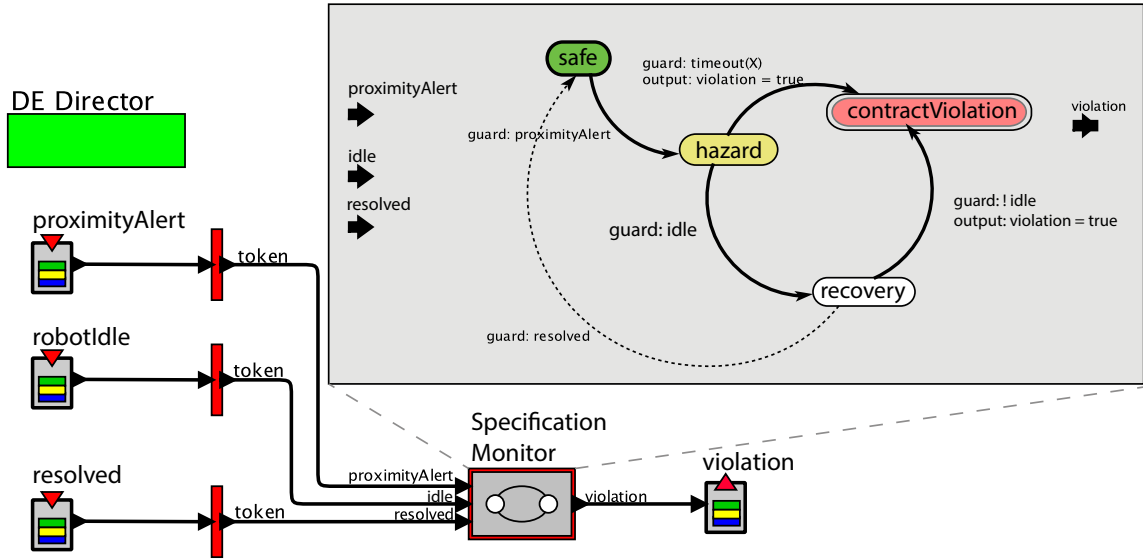 DE Director
proximityAlert
token
robotIdle
token
resolved
token
proximityAlert
idle
resolved
safe
guard: timeout(X)
output: violation = true
contractViolation
violation
guard: proximityAlert
hazard
guard: idle
guard: ! idle
output: violation = true
recovery
guard: resolved
Specification
Monitor
proximityAlert
idle
resolved
violation
violation